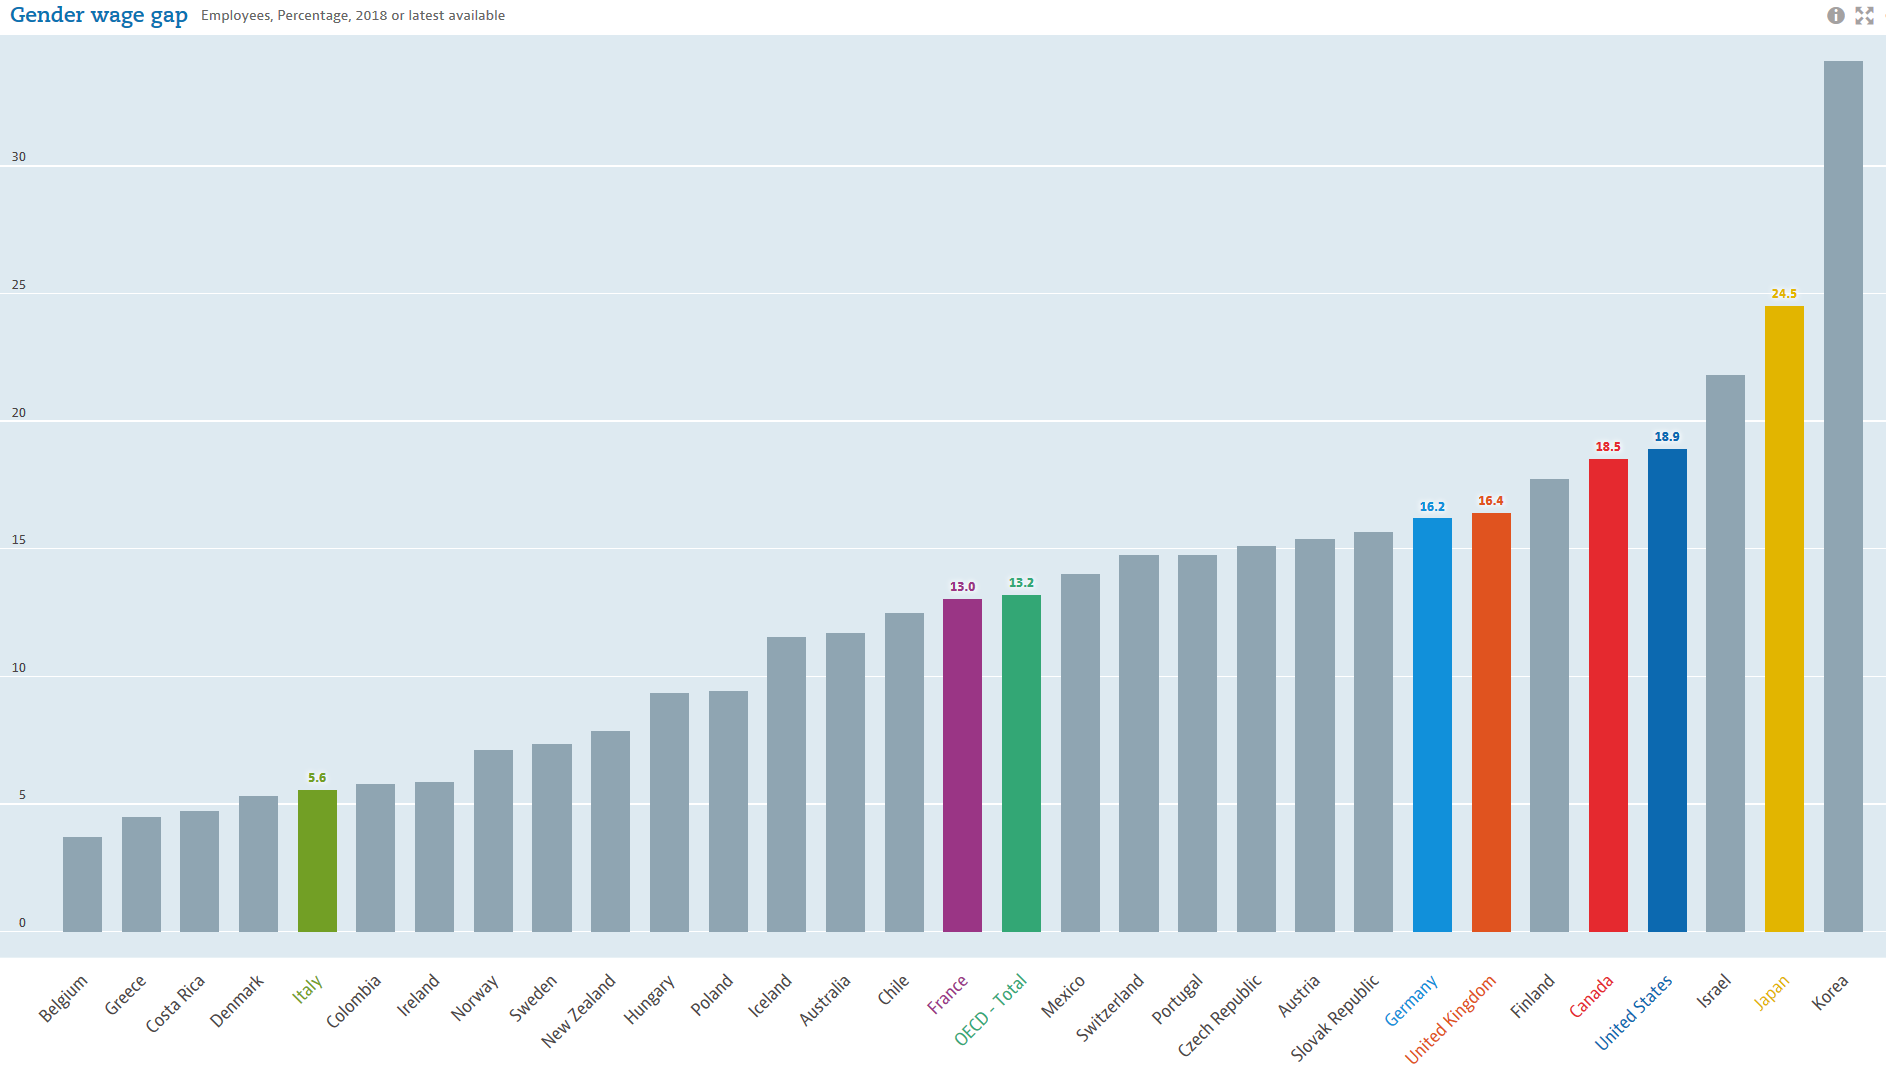 Gender wage gap Employees, Percentage, 2018 or latest available
30
25
24.5
20
18.9
18.5
16.4
16.2
15
13.2
13.0
10
5.6
5
0
Belgium
Greece
Costa Rica
Denmark
Italy
Colombia
Ireland
Norway
Sweden
New Zealand
Hungary
Poland
Iceland
Australia
Chile
France
OECD - Total
Mexico
Switzerland
Portugal
Czech Republic
Austria
Slovak Republic
Germany
United Kingdom
Finland
Canada
United States
Israel
Japan
Korea